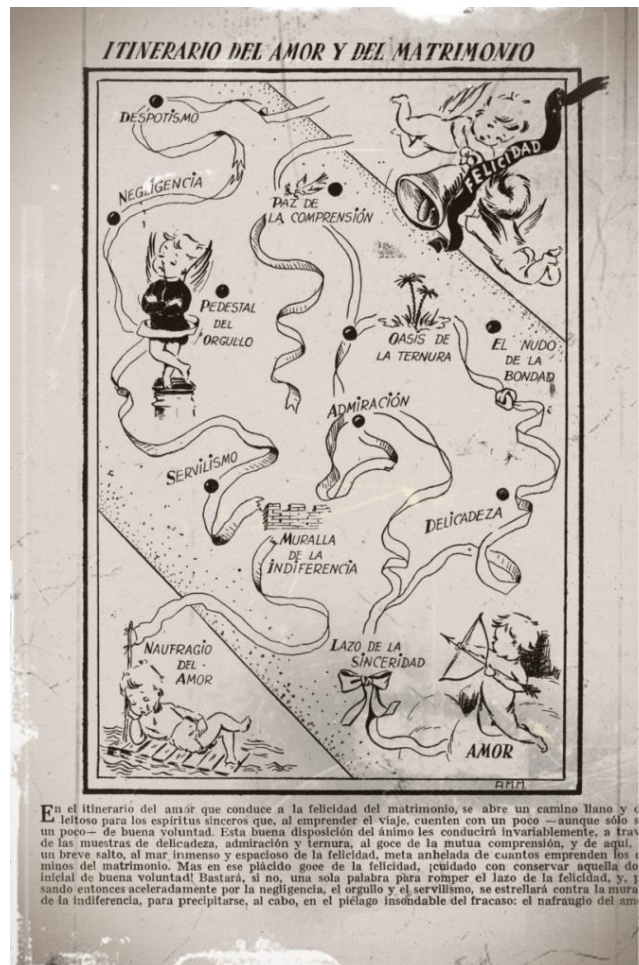 ITINERARIO DEL AMOR Y DEL MATRIMONIO
DESPOTISMO
FELICIDAD
NEGLIGENCIA
PAZ DE
LA COMPRENSIÓN
PEDESTAL
DEL
ORGULLO
OASIS DE
LA TERNURA
EL NUDO
DE LA
BONDAD
ADMIRACIÓN
SERVILISMO
DELICADEZA
MURALLA
DE LA
INDIFERENCIA
NAUFRAGIO
DEL
AMOR
LAZO DE LA
SINCERIDAD
AMOR
A.M.M.
En el itinerario del amor que conduce a la felicidad del matrimonio, se abre un camino llano y
leitoso para los espíritus sinceros que, al emprender el viaje, cuenten con un poco —aunque sólo
un poco— de buena voluntad. Esta buena disposición del ánimo les conducirá invariablemente, a
de las muestras de delicadeza, admiración y ternura, al goce de la mutua comprensión, y de aquí,
un breve salto, al mar inmenso y espacioso de la felicidad, meta anhelada de cuantos emprenden los
minos del matrimonio. Mas en ese plácido goce de la felicidad, ¡cuidado con conservar aquella
inicial de buena voluntad! Bastará, si no, una sola palabra para romper el lazo de la felicidad, y,
sando entonces aceleradamente por la negligencia, el orgullo y el servilismo, se estrellará contra la
de la indiferencia, para precipitarse, al cabo, en el piélago insondable del fracaso: el nafraugio del